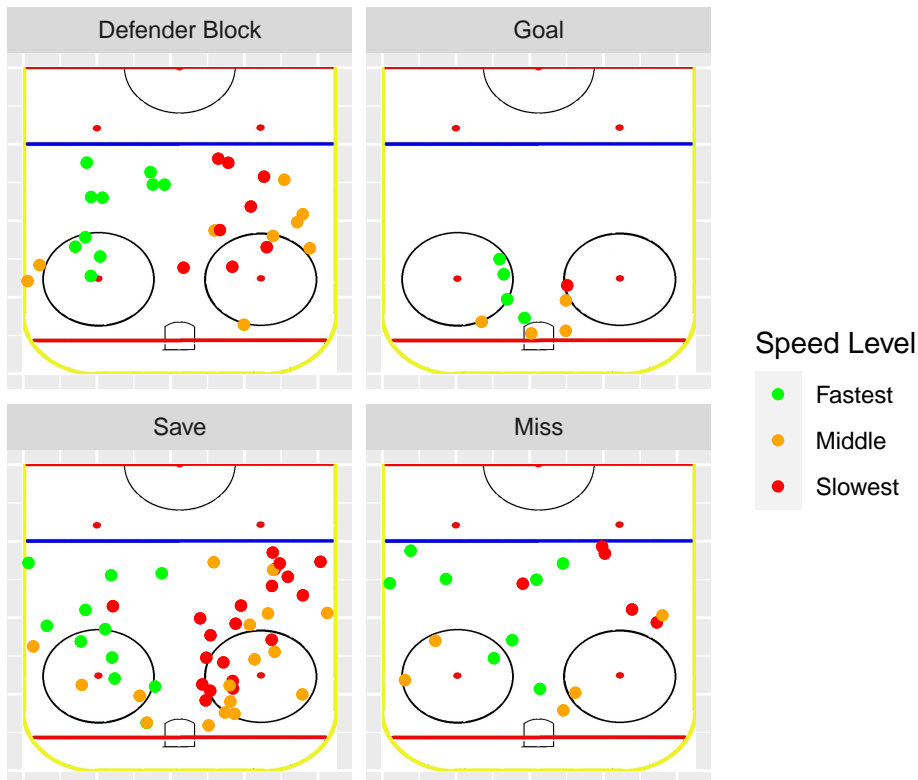 Defender Block
Goal
Save
Miss
Speed Level
Fastest
Middle
Slowest